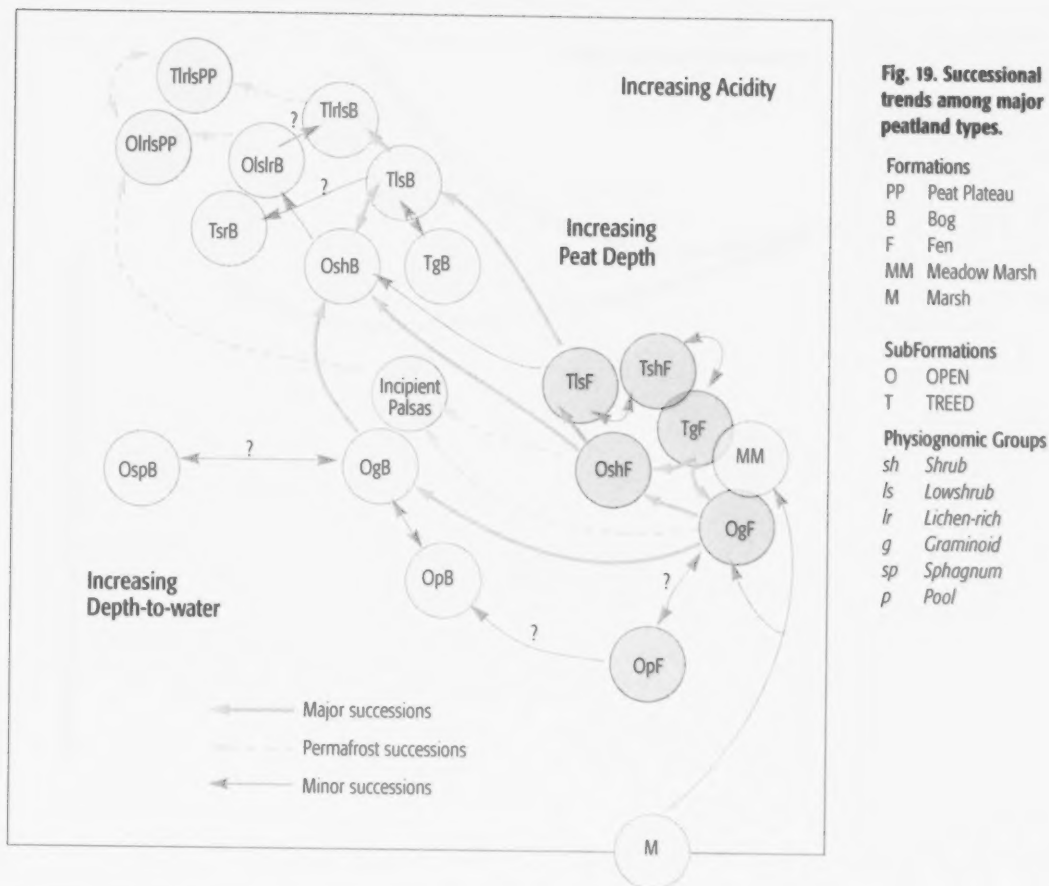 TlrlsPP
Increasing Acidity
TlrlsB
?
OlrlsPP
OlslrB
TlsB
?
TsrB
Increasing
Peat Depth
OshB
TgB
TshF
TlsF
Incipient
Palsas
TgF
MM
OspB
?
OgB
OshF
OgF
OpB
?
Increasing
Depth-to-water
?
OpF
Major successions
Permafrost successions
Minor successions
M
Fig. 19. Successional
trends among major
peatland types.
Formations
PP Peat Plateau
B Bog
F Fen
MM Meadow Marsh
M Marsh
SubFormations
O OPEN
T TREED
Physiognomic Groups
sh Shrub
ls Lowshrub
lr Lichen-rich
g Graminoid
sp Sphagnum
p Pool